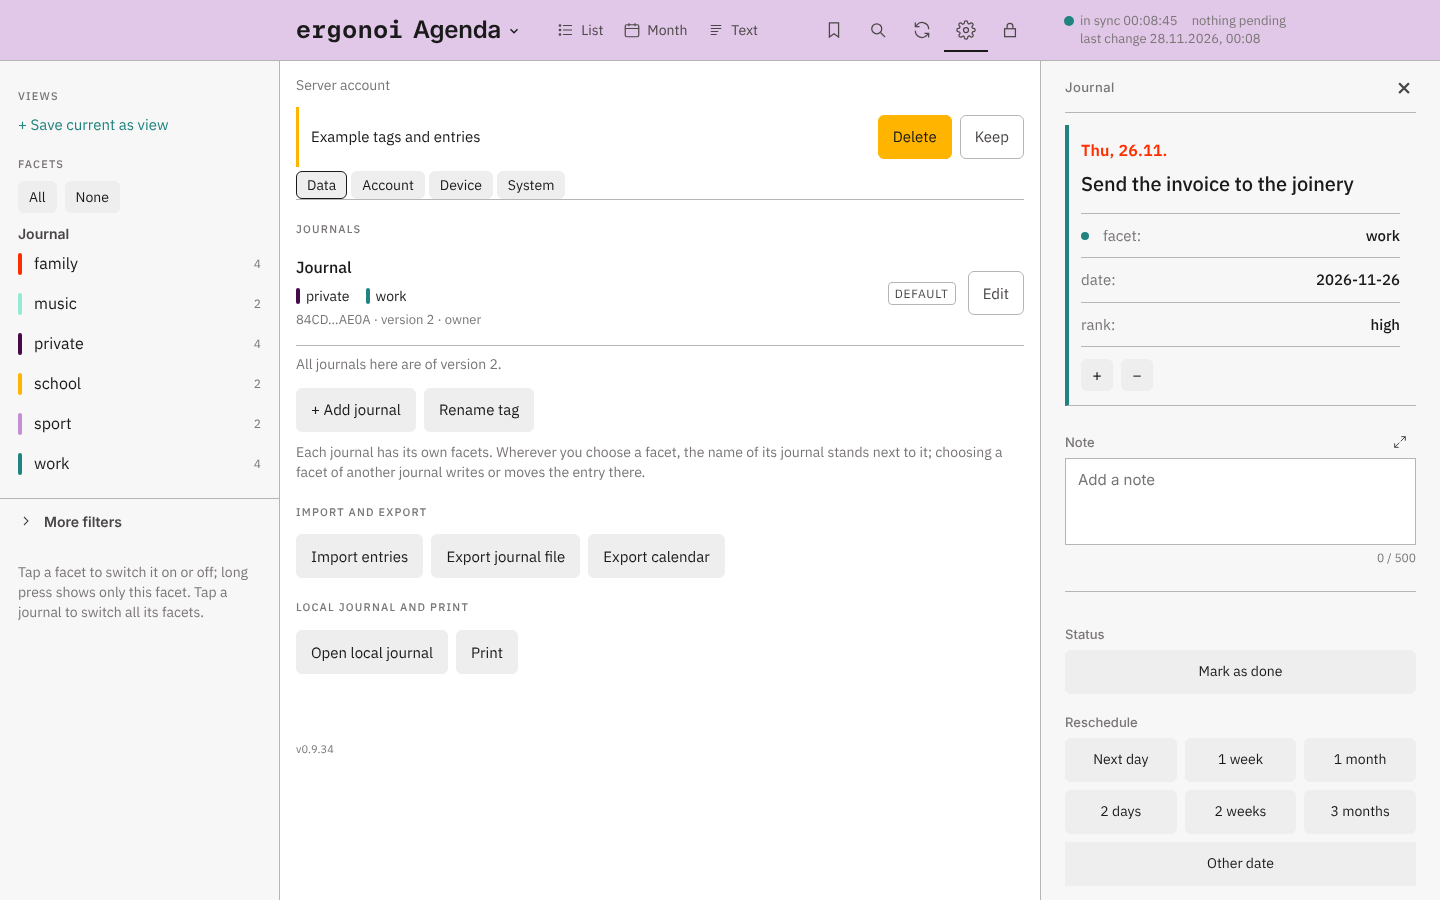 ergonoi Agenda
List
Month
Text
in sync 00:08:45 nothing pending
last change 28.11.2026, 00:08
VIEWS
+ Save current as view
FACETS
All
None
Journal
family 4
music 2
private 4
school 2
sport 2
work 4
More filters
Tap a facet to switch it on or off; long
press shows only this facet. Tap a
journal to switch all its facets.
Server account
Example tags and entries
Delete
Keep
Data
Account
Device
System
JOURNALS
Journal
private work
84CD…AE0A · version 2 · owner
DEFAULT
Edit
All journals here are of version 2.
+ Add journal
Rename tag
Each journal has its own facets. Wherever you choose a facet, the name of its journal stands next to it; choosing a
facet of another journal writes or moves the entry there.
IMPORT AND EXPORT
Import entries
Export journal file
Export calendar
LOCAL JOURNAL AND PRINT
Open local journal
Print
v0.9.34
Journal
Thu, 26.11.
Send the invoice to the joinery
facet: work
date: 2026-11-26
rank: high
+
−
Note
Add a note
0 / 500
Status
Mark as done
Reschedule
Next day
1 week
1 month
2 days
2 weeks
3 months
Other date